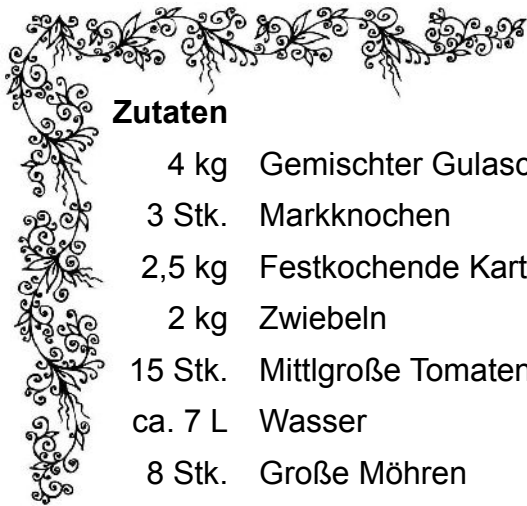 Zutaten
4 kg Gemischter Gulasc
3 Stk. Markknochen
2,5 kg Festkochende Kart
2 kg Zwiebeln
15 Stk. Mittlgroße Tomaten
ca. 7 L Wasser
8 Stk. Große Möhren